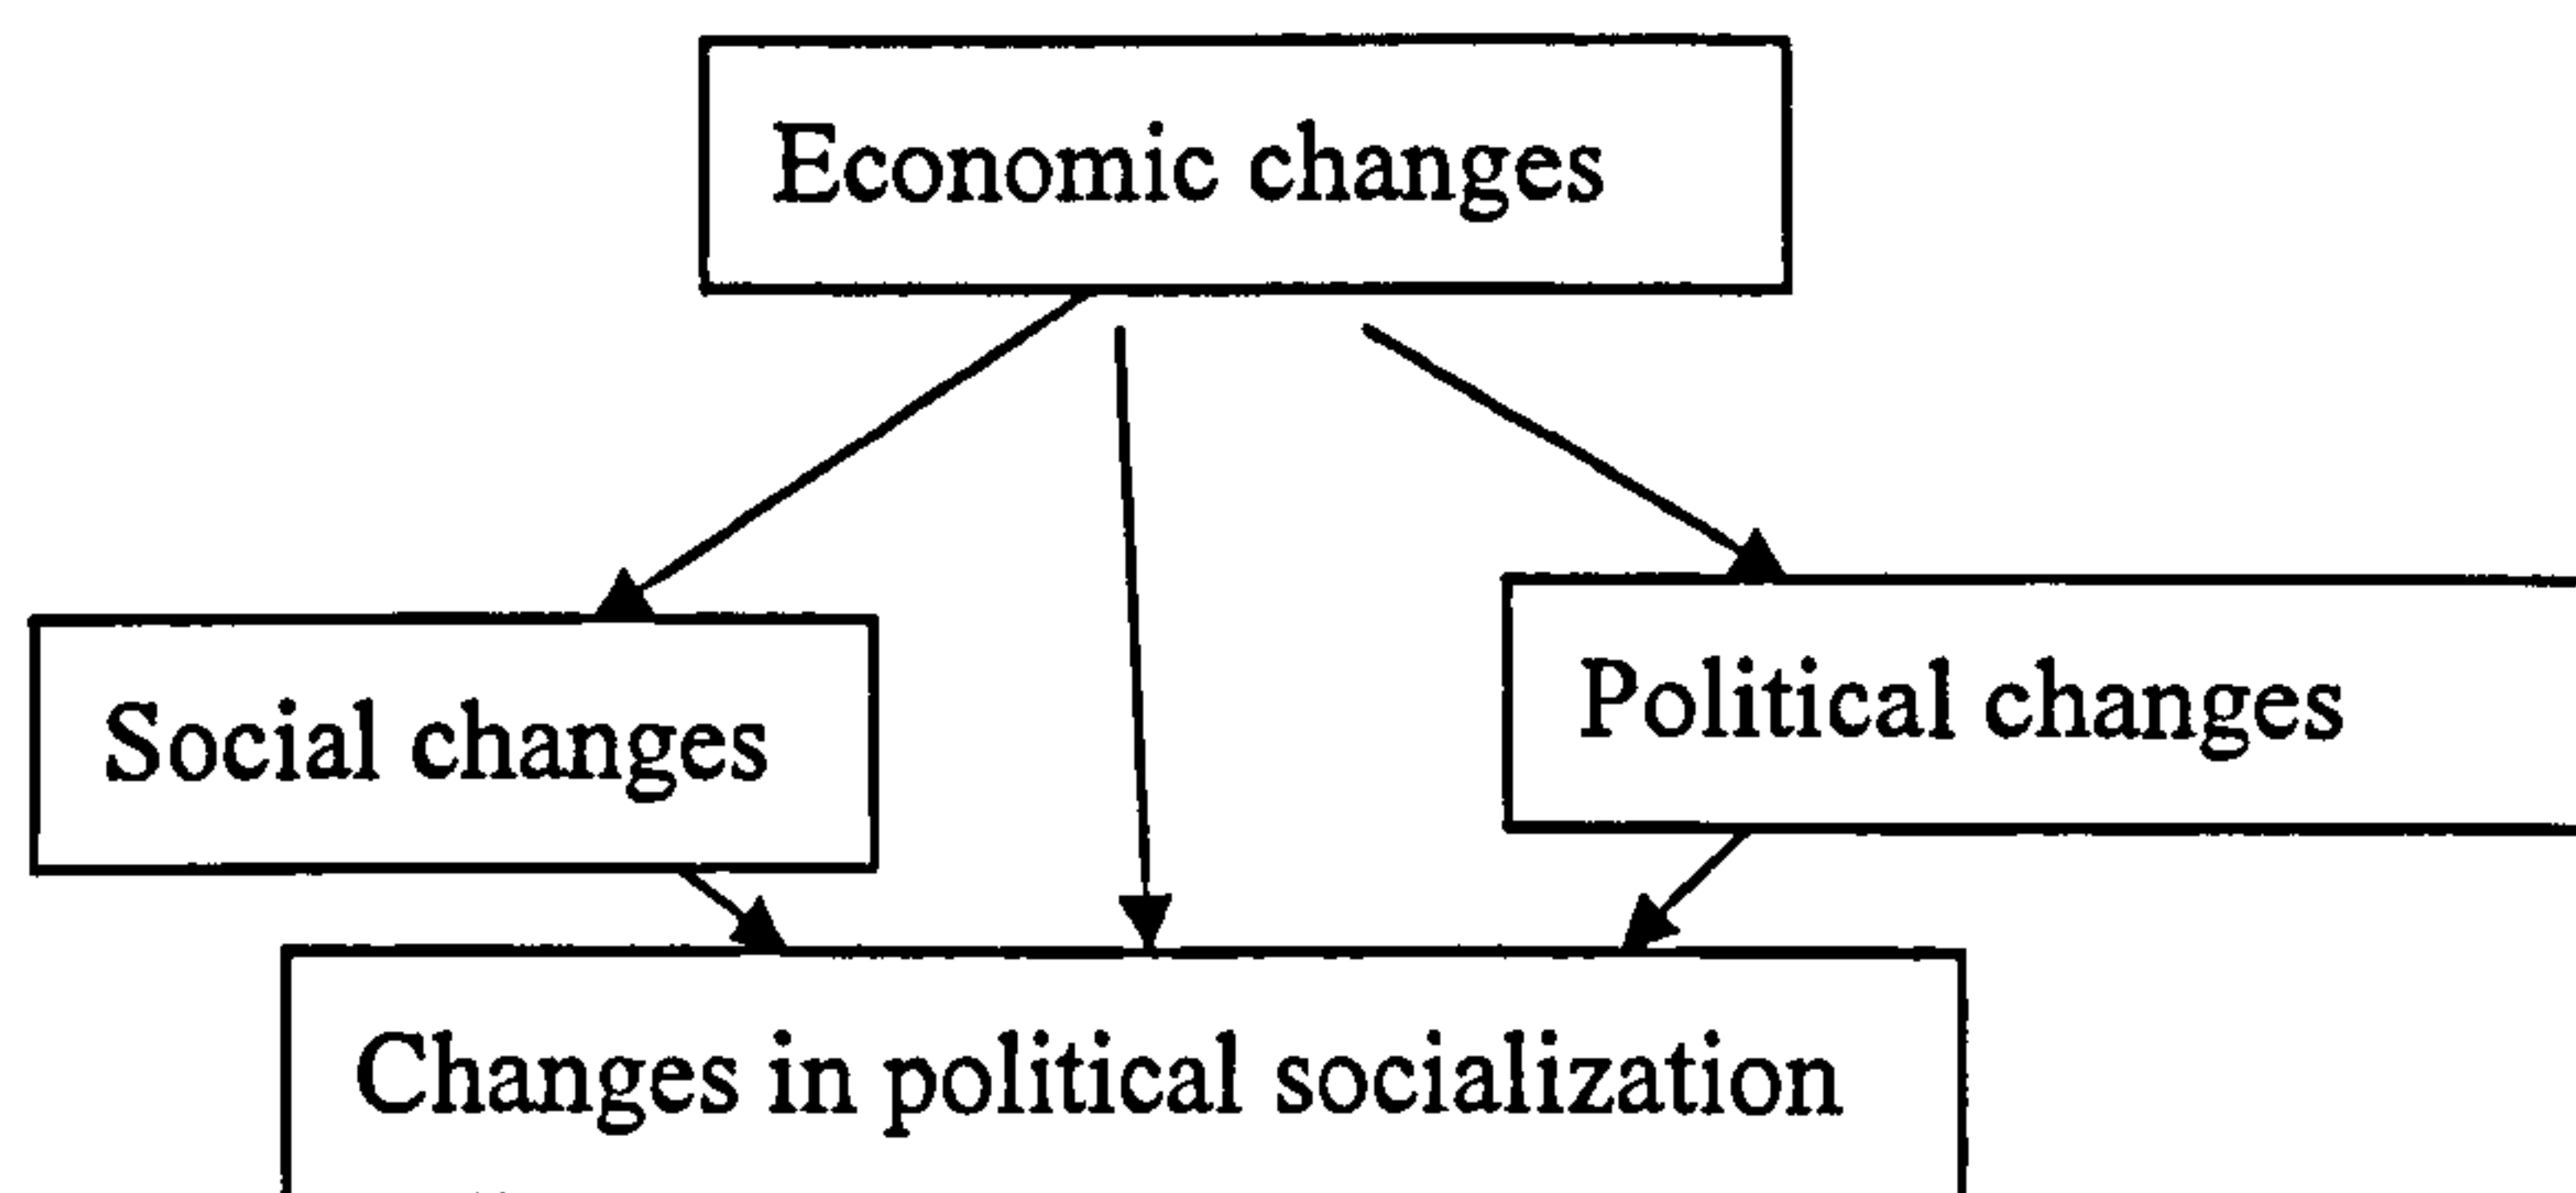 Economic changes
Social changes
Political changes
Changes in political socialization